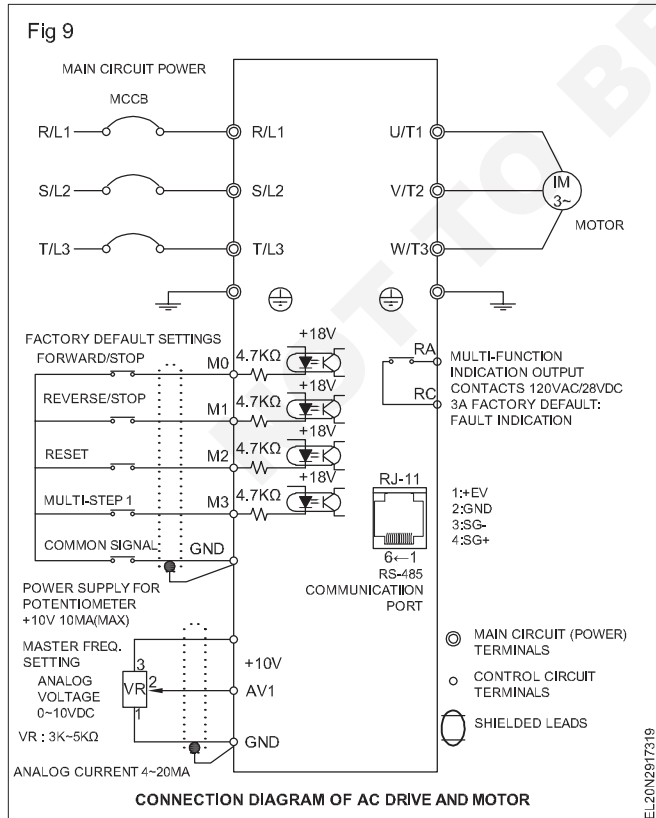 Fig 9
MAIN CIRCUIT POWER
MCCB
R/L1
R/L1
U/T1
S/L2
S/L2
V/T2
IM
3~
MOTOR
T/L3
T/L3
W/T3
FACTORY DEFAULT SETTINGS
FORWARD/STOP
M0
4.7KΩ
+18V
REVERSE/STOP
M1
4.7KΩ
+18V
RESET
M2
4.7KΩ
+18V
MULTI-STEP 1
M3
4.7KΩ
+18V
COMMON SIGNAL
GND
RA
RC
MULTI-FUNCTION
INDICATION OUTPUT
CONTACTS 120VAC/28VDC
3A FACTORY DEFAULT:
FAULT INDICATION
RJ-11
1:+EV
2:GND
3:SG-
4:SG+
6←1
RS-485
COMMUNICATION
PORT
POWER SUPPLY FOR
POTENTIOMETER
+10V 10MA(MAX)
MASTER FREQ.
SETTING
ANALOG
VOLTAGE
0~10VDC
VR : 3K~5KΩ
3
VR
2
1
+10V
AV1
GND
ANALOG CURRENT 4~20MA
MAIN CIRCUIT (POWER)
TERMINALS
CONTROL CIRCUIT
TERMINALS
SHIELDED LEADS
CONNECTION DIAGRAM OF AC DRIVE AND MOTOR
EL20N2917319
NOT TO BE